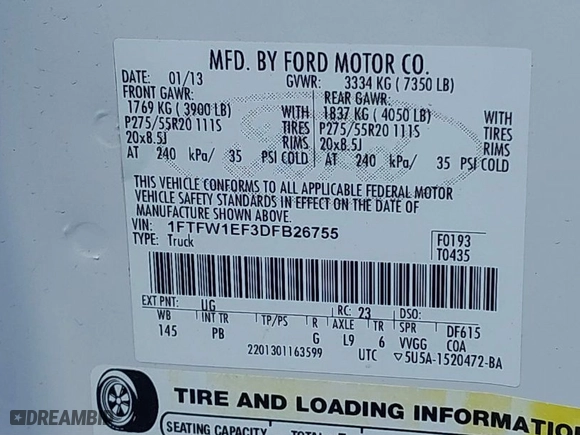 MFD. BY FORD MOTOR CO.
DATE: 01/13 GVWR: 3334 KG ( 7350 LB)
FRONT GAWR: REAR GAWR:
1769 KG ( 3900 LB) WITH 1837 KG ( 4050 LB) WITH
P275/55R20 111S TIRES P275/55R20 111S TIRES
20x8.5J RIMS 20x8.5J RIMS
AT 240 kPa/ 35 PSI COLD AT 240 kPa/ 35 PSI COLD
THIS VEHICLE CONFORMS TO ALL APPLICABLE FEDERAL MOTOR
VEHICLE SAFETY STANDARDS IN EFFECT ON THE DATE OF
MANUFACTURE SHOWN ABOVE.
VIN: 1FTFW1EF3DFB26755
TYPE: Truck
F0193
T0435
EXT PNT: UG RC: 23 DSO:
WB INT TR TP/PS R AXLE TR SPR DF615
145 PB G L9 6 VVGG COA
2201301163599 UTC ▽5U5A-1520472-BA
TIRE AND LOADING INFORMATION
SEATING CAPACITY
DREAMBID